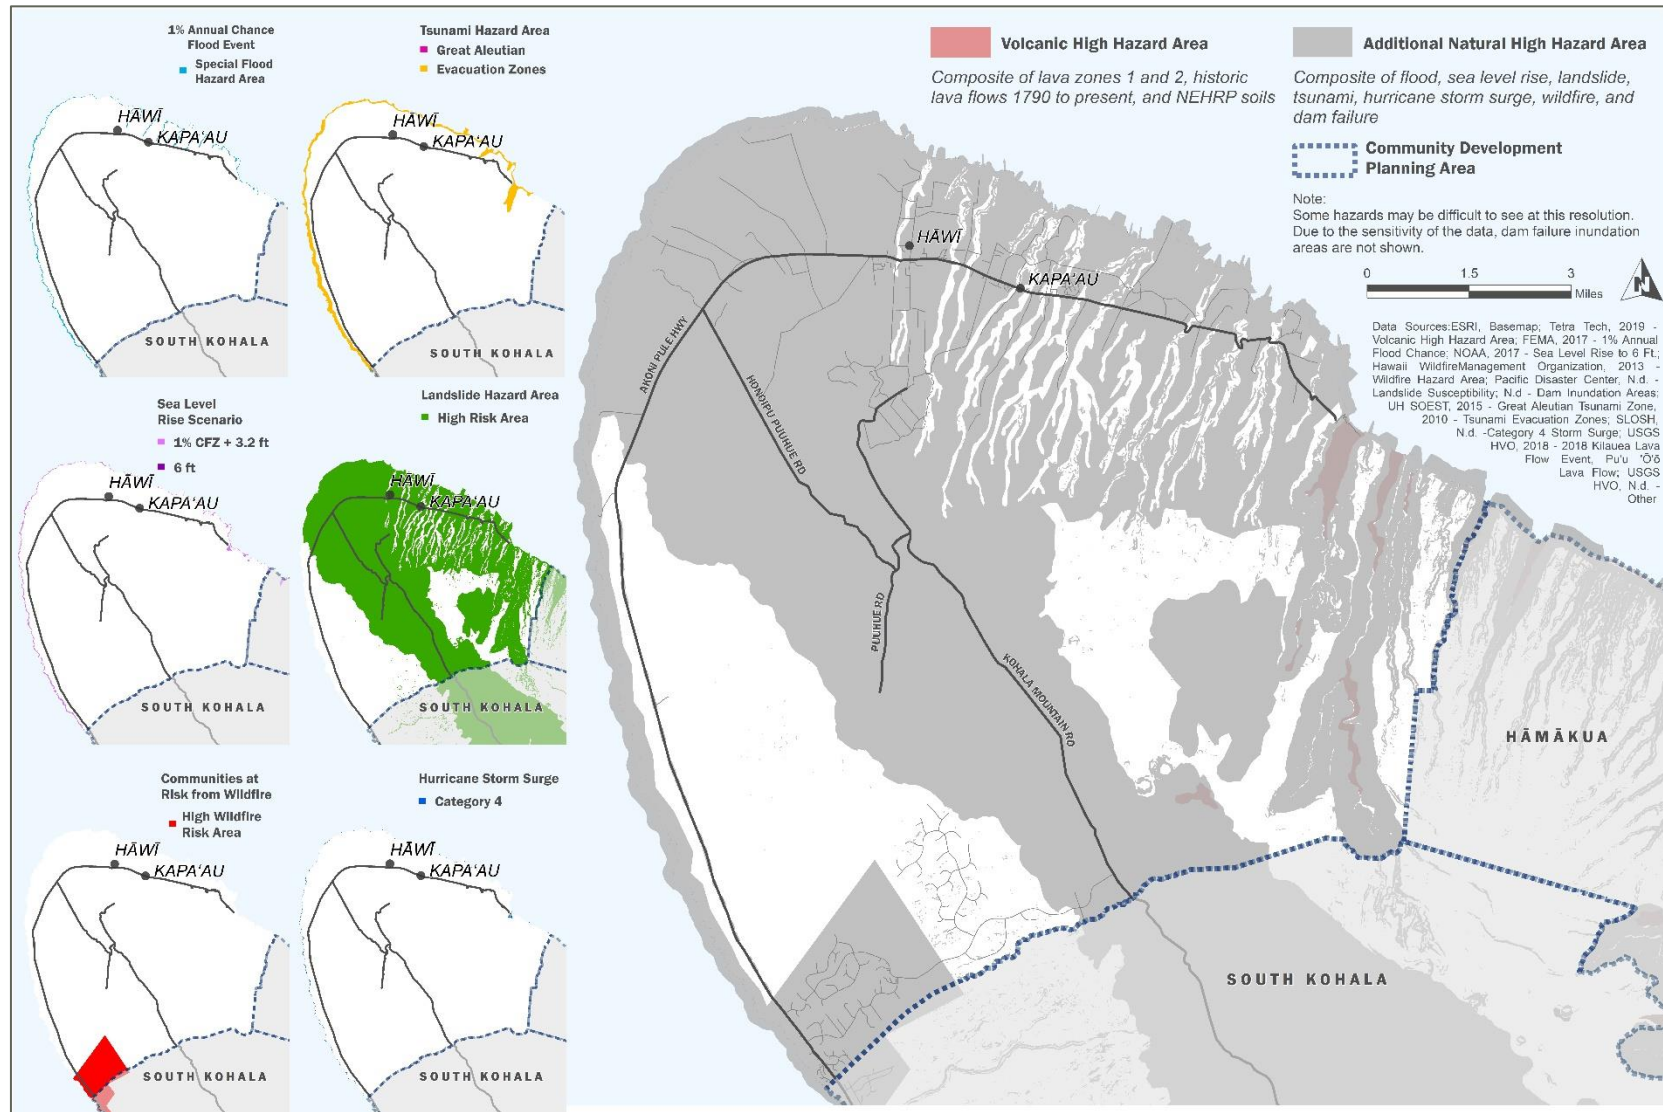 1% Annual Chance
Flood Event
Special Flood
Hazard Area
HĀWĪ
KAPAʻAU
SOUTH KOHALA
Tsunami Hazard Area
Great Aleutian
Evacuation Zones
HĀWĪ
KAPAʻAU
SOUTH KOHALA
Sea Level
Rise Scenario
1% CFZ + 3.2 ft
6 ft
HĀWĪ
KAPAʻAU
SOUTH KOHALA
Landslide Hazard Area
High Risk Area
HĀWĪ
KAPAʻAU
SOUTH KOHALA
Communities at
Risk from Wildfire
High Wildfire
Risk Area
HĀWĪ
KAPAʻAU
SOUTH KOHALA
Hurricane Storm Surge
Category 4
HĀWĪ
KAPAʻAU
SOUTH KOHALA
Volcanic High Hazard Area
Composite of lava zones 1 and 2, historic
lava flows 1790 to present, and NEHRP soils
Additional Natural High Hazard Area
Composite of flood, sea level rise, landslide,
tsunami, hurricane storm surge, wildfire, and
dam failure
Community Development
Planning Area
Note:
Some hazards may be difficult to see at this resolution.
Due to the sensitivity of the data, dam failure inundation
areas are not shown.
0 1.5 3
Miles
N
Data Sources:ESRI, Basemap; Tetra Tech, 2019 -
Volcanic High Hazard Area; FEMA, 2017 - 1% Annual
Flood Chance; NOAA, 2017 - Sea Level Rise to 6 Ft.;
Hawaii WildfireManagement Organization, 2013 -
Wildfire Hazard Area; Pacific Disaster Center, N.d. -
Landslide Susceptibility; N.d - Dam Inundation Areas;
UH SOEST, 2015 - Great Aleutian Tsunami Zone,
2010 - Tsunami Evacuation Zones; SLOSH,
N.d. -Category 4 Storm Surge; USGS
HVO, 2018 - 2018 Kilauea Lava
Flow Event, Pu'u 'Ō'ō
Lava Flow; USGS
HVO, N.d. -
Other
HĀWĪ
KAPAʻAU
AKONI PULE HWY
HONOIPU PUUHUE RD
PUUHUE RD
KOHALA MOUNTAIN RD
HĀMĀKUA
SOUTH KOHALA